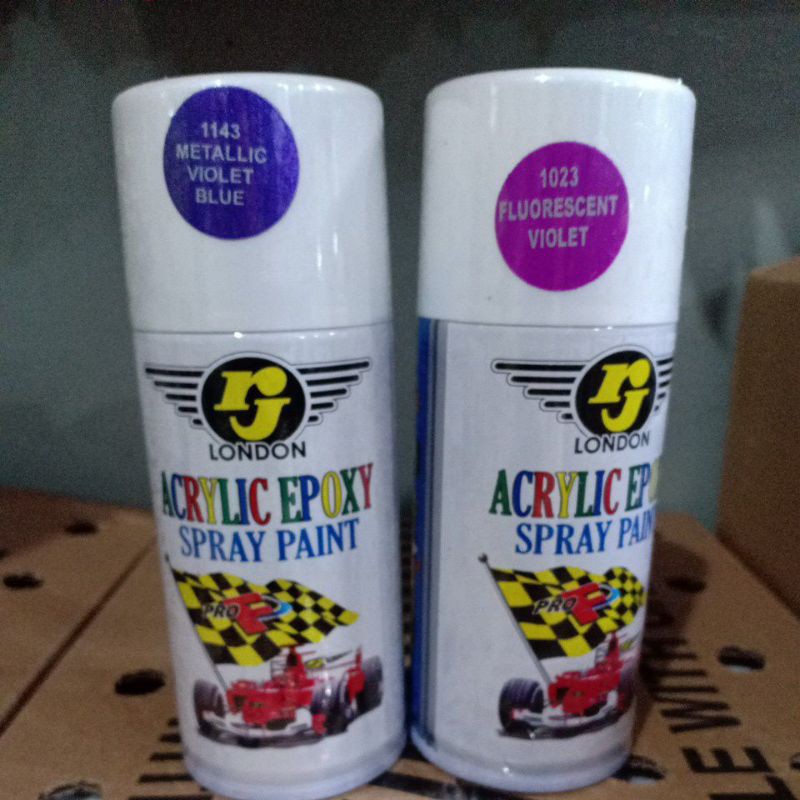 1143
METALLIC
VIOLET
BLUE
rj
LONDON
ACRYLIC EPOXY
SPRAY PAINT
PRO
1023
FLUORESCENT
VIOLET
rj
LONDON
ACRYLIC EPO
SPRAY PAIN
PRO